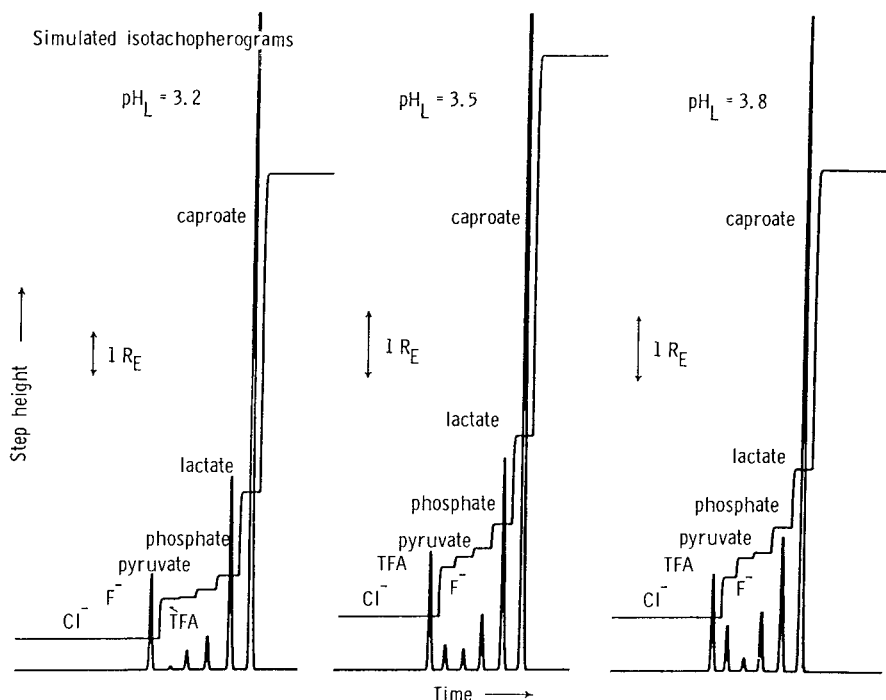 Simulated isotachopherograms
pH_L = 3.2
caproate
1 R_E
lactate
phosphate
pyruvate
F⁻
Cl⁻
TFA
Step height
pH_L = 3.5
caproate
1 R_E
lactate
phosphate
pyruvate
TFA
F⁻
Cl⁻
pH_L = 3.8
caproate
1 R_E
lactate
phosphate
pyruvate
TFA
F⁻
Cl⁻
Time